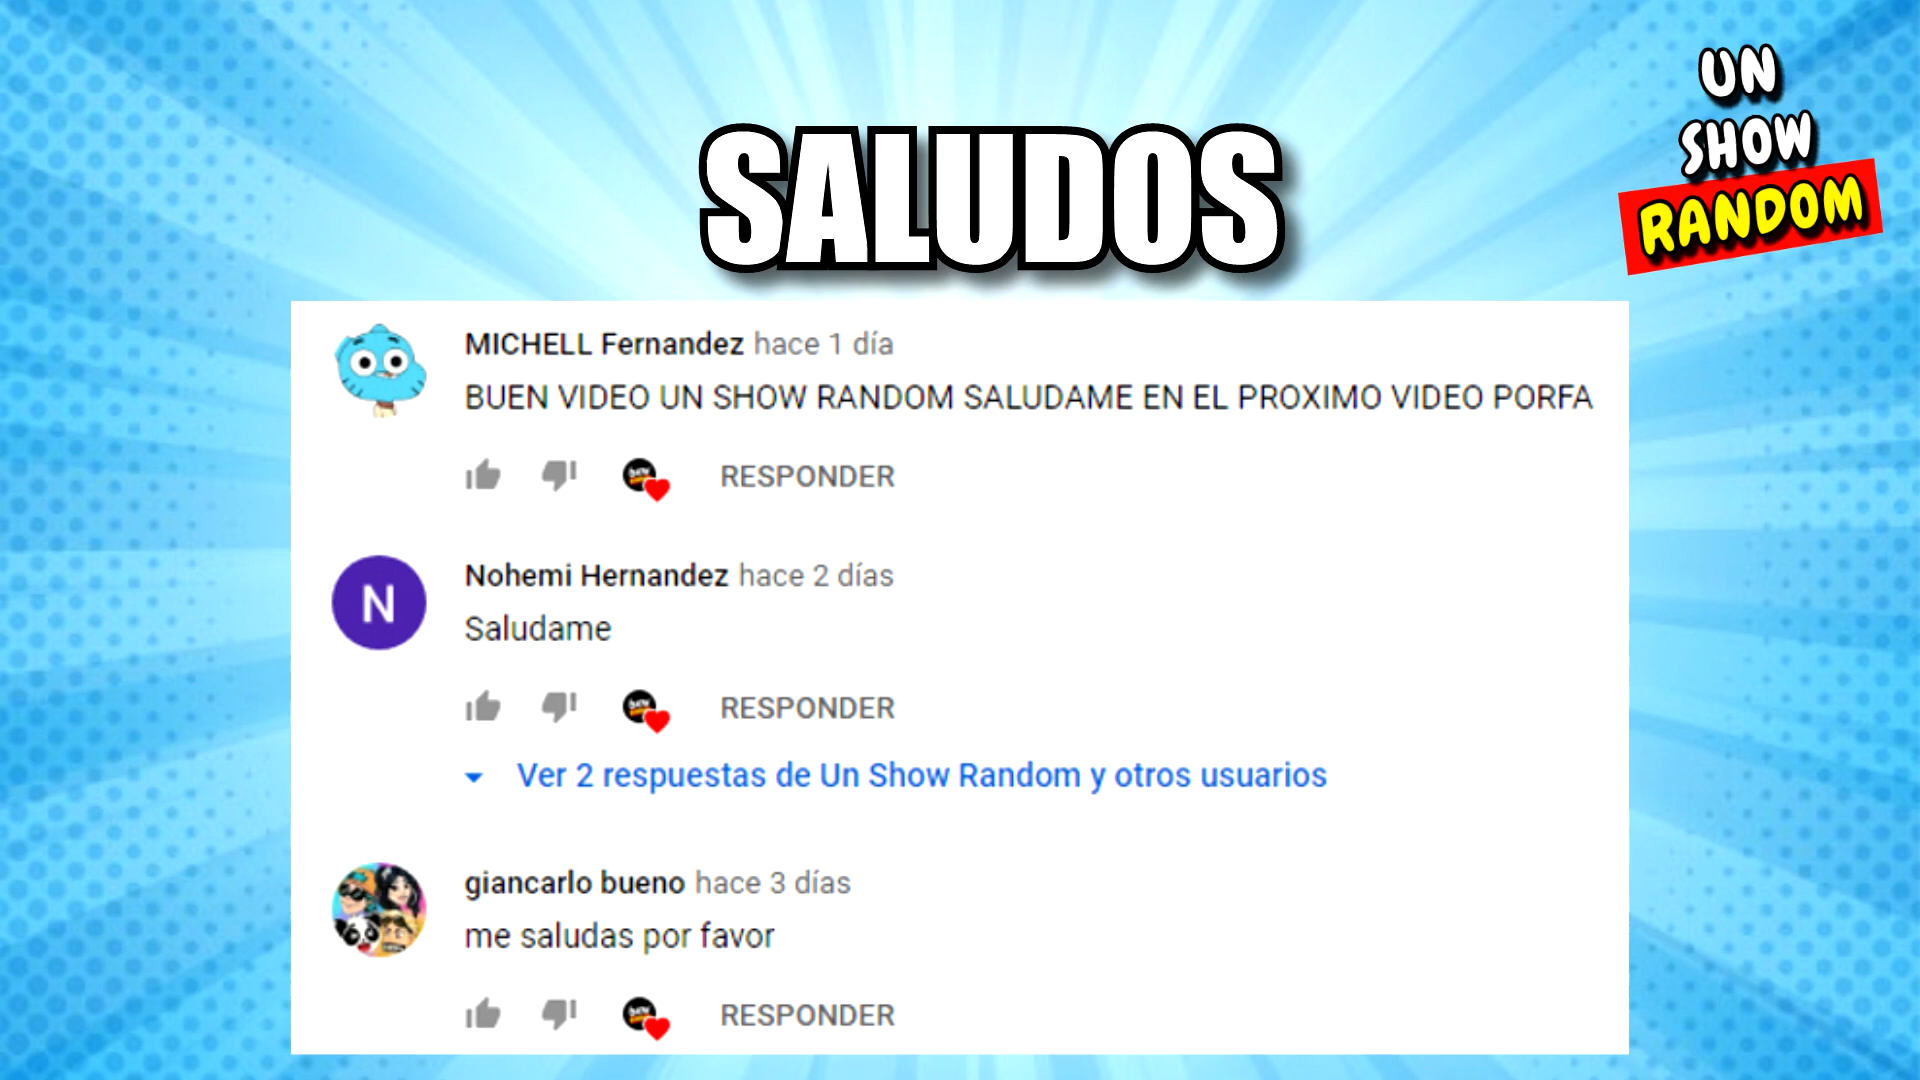 UN
SHOW
RANDOM
SALUDOS
MICHELL Fernandez hace 1 día
BUEN VIDEO UN SHOW RANDOM SALUDAME EN EL PROXIMO VIDEO PORFA
RESPONDER
N
Nohemi Hernandez hace 2 días
Saludame
RESPONDER
Ver 2 respuestas de Un Show Random y otros usuarios
giancarlo bueno hace 3 días
me saludas por favor
RESPONDER